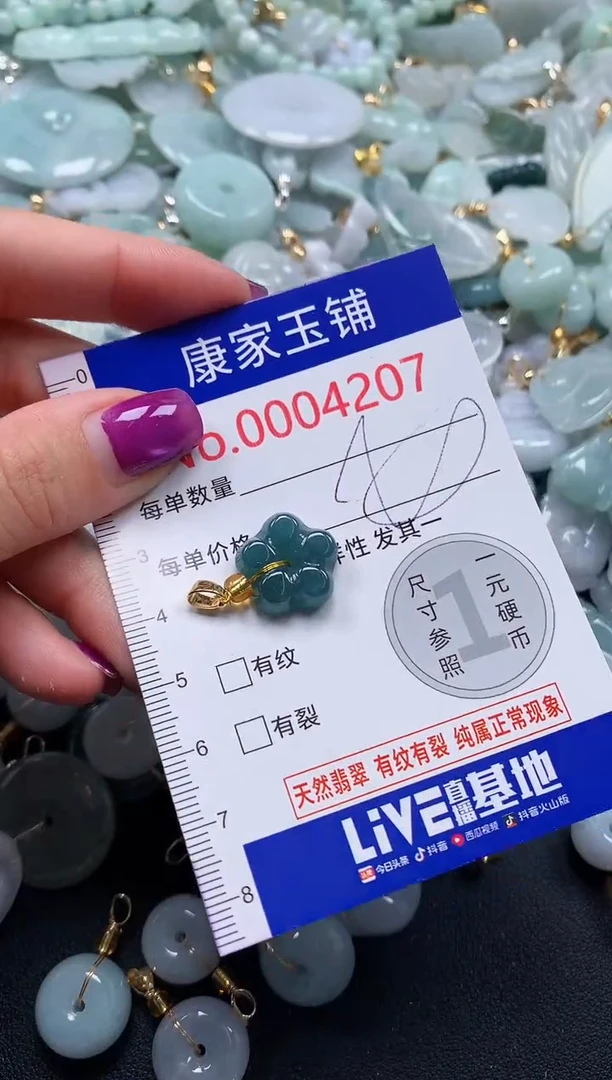 康家玉铺
No.0004207
每单数量
每单价格
性 发其一
尺寸参照
1
一元硬币
有纹
有裂
天然翡翠 有纹有裂 纯属正常现象
LiVE直播基地
今日头条 抖音 西瓜视频 抖音火山版
0
3
4
5
6
7
8